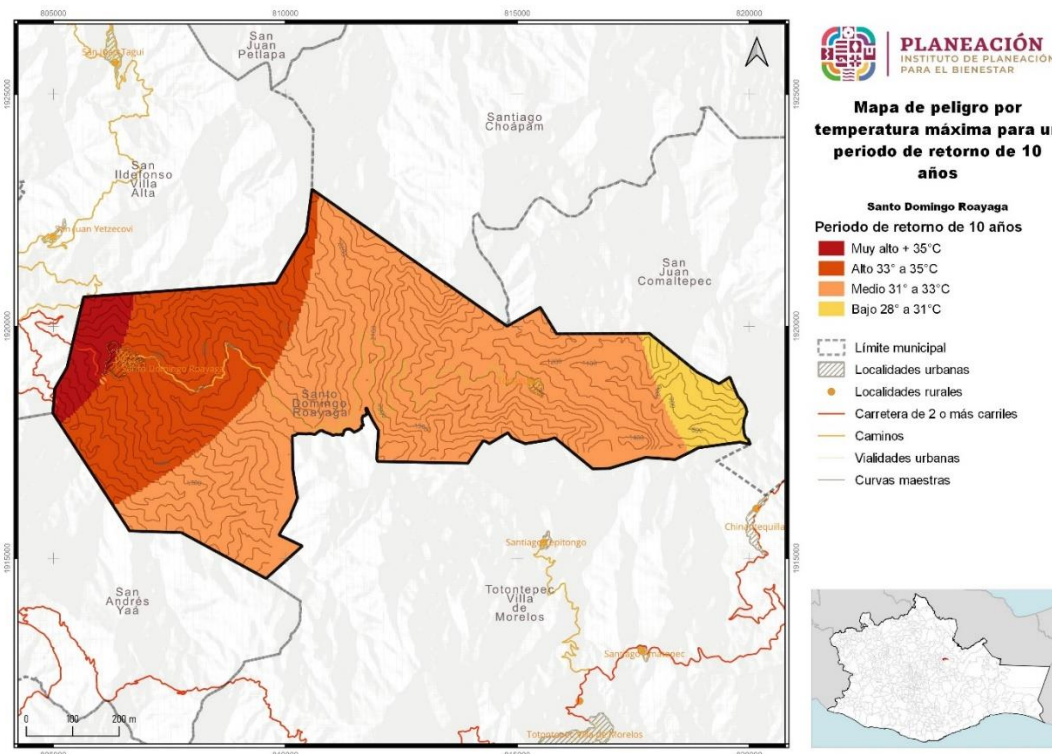 805000
810000
815000
820000
PLANEACIÓN
INSTITUTO DE PLANEACIÓN
PARA EL BIENESTAR
Mapa de peligro por
temperatura máxima para un
periodo de retorno de 10
años
Santo Domingo Roayaga
Periodo de retorno de 10 años
Muy alto + 35°C
Alto 33° a 35°C
Medio 31° a 33°C
Bajo 28° a 31°C
Límite municipal
Localidades urbanas
Localidades rurales
Carretera de 2 o más carriles
Caminos
Vialidades urbanas
Curvas maestras
San
Juan
Petlapa
Santiago
Choápam
San
Ildefonso
Villa
Alta
San Juan Yetzecovi
San
Juan
Comaltepec
Santo Domingo Roayaga
Santo
Domingo
Roayaga
San
Andrés
Yaá
Totontepec
Villa
de
Morelos
1925000
1920000
1915000
1925000
1920000
1915000
0 100 200 m